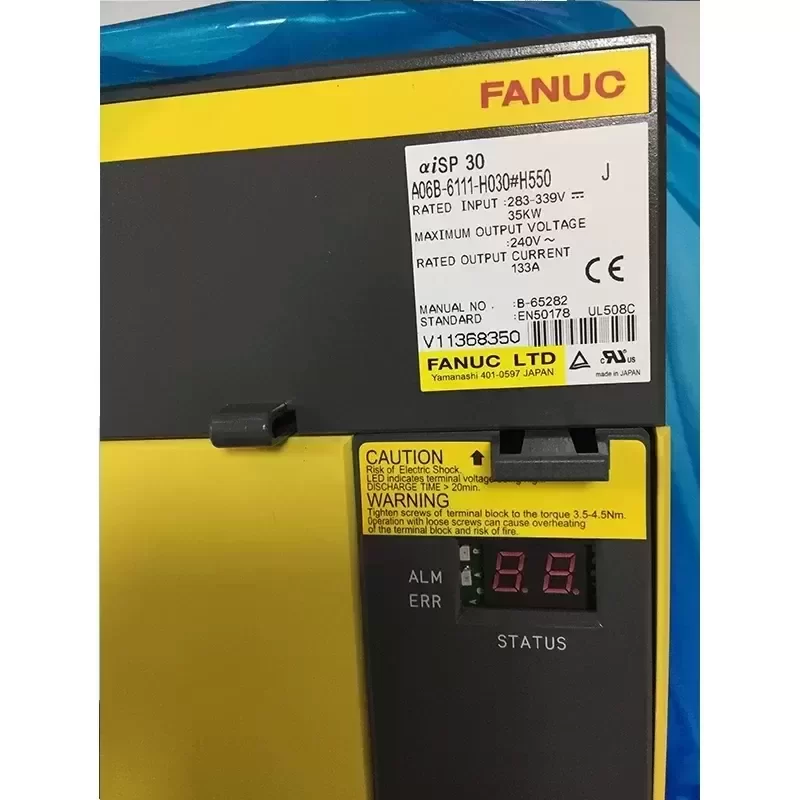 FANUC
αiSP 30
A06B-6111-H030#H550 J
RATED INPUT :283-339V ⎓
35KW
MAXIMUM OUTPUT VOLTAGE
:240V ~
RATED OUTPUT CURRENT
133A
CE
MANUAL NO. :B-65282
STANDARD :EN50178 UL508C
V11368350
FANUC LTD
Yamanashi 401-0597 JAPAN
c UR US
made in JAPAN
CAUTION
Risk of Electric Shock.
LED indicates terminal voltage
DISCHARGE TIME > 20min.
WARNING
Tighten screws of terminal block to the torque 3.5-4.5Nm.
Operation with loose screws can cause overheating
of the terminal block and risk of fire.
ALM
ERR
8.8.
STATUS